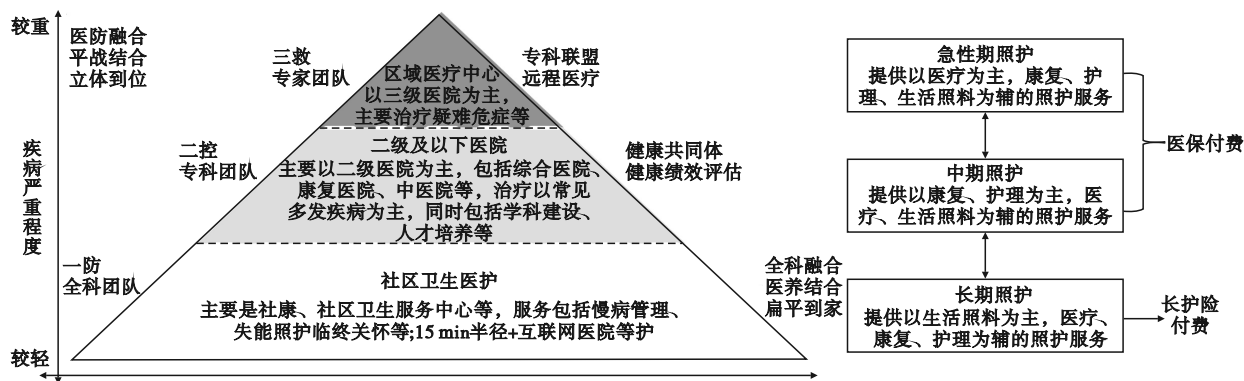 较重
医防融合
平战结合
立体到位
三救
专家团队
区域医疗中心
以三级医院为主，
主要治疗疑难危症等
专科联盟
远程医疗
疾病严重程度
二控
专科团队
二级及以下医院
主要以二级医院为主，包括综合医院、
康复医院、中医院等，治疗以常见
多发疾病为主，同时包括学科建设、
人才培养等
健康共同体
健康绩效评估
一防
全科团队
社区卫生医护
主要是社康、社区卫生服务中心等，服务包括慢病管理、
失能照护临终关怀等;15 min半径+互联网医院等护
全科融合
医养结合
扁平到家
较轻
急性期照护
提供以医疗为主，康复、护
理、生活照料为辅的照护服务
中期照护
提供以康复、护理为主，医
疗、生活照料为辅的照护服务
医保付费
长期照护
提供以生活照料为主，医疗、
康复、护理为辅的照护服务
长护险
付费